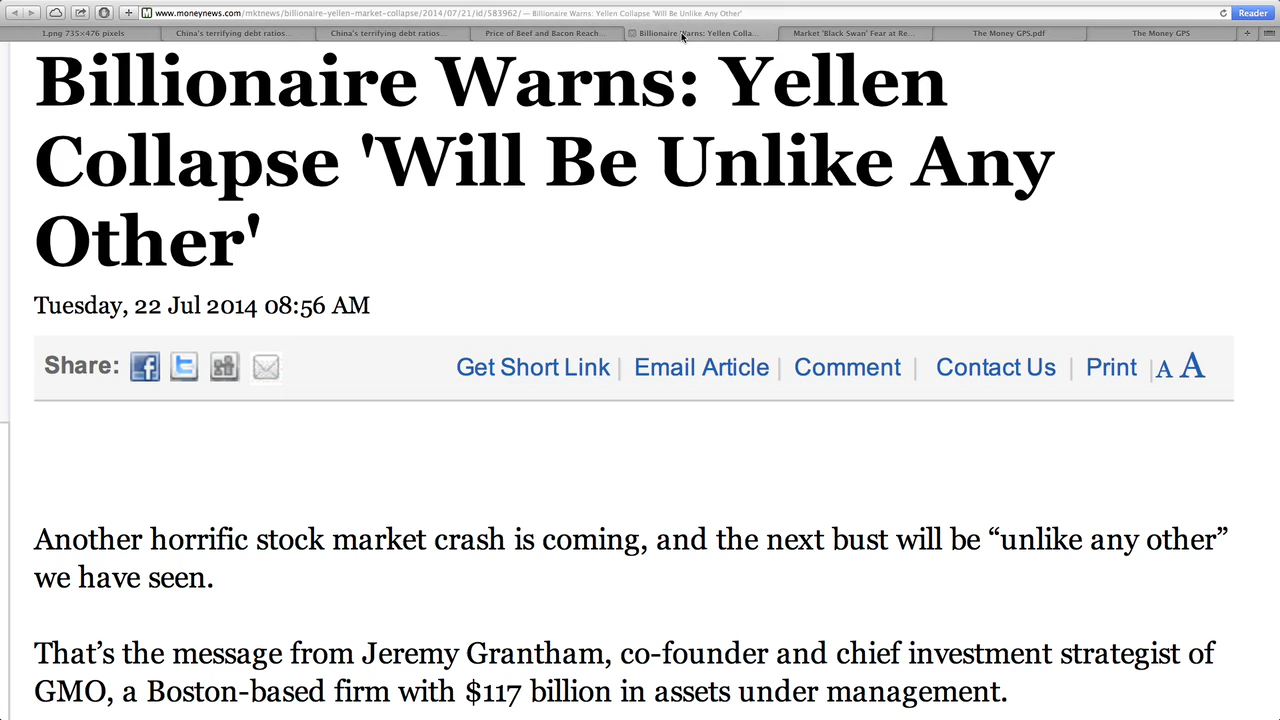 www.moneynews.com/mktnews/billionaire-yellen-market-collapse/2014/07/21/id/583962/ — Billionaire Warns: Yellen Collapse 'Will Be Unlike Any Other'
Reader
1.png 735×476 pixels
China's terrifying debt ratios...
China's terrifying debt ratios...
Price of Beef and Bacon Reach...
Billionaire Warns: Yellen Colla...
Market 'Black Swan' Fear at Re...
The Money GPS.pdf
The Money GPS
Billionaire Warns: Yellen
Collapse 'Will Be Unlike Any
Other'
Tuesday, 22 Jul 2014 08:56 AM
Share:
Get Short Link | Email Article | Comment | Contact Us | Print | A A
Another horrific stock market crash is coming, and the next bust will be “unlike any other”
we have seen.
That’s the message from Jeremy Grantham, co-founder and chief investment strategist of
GMO, a Boston-based firm with $117 billion in assets under management.